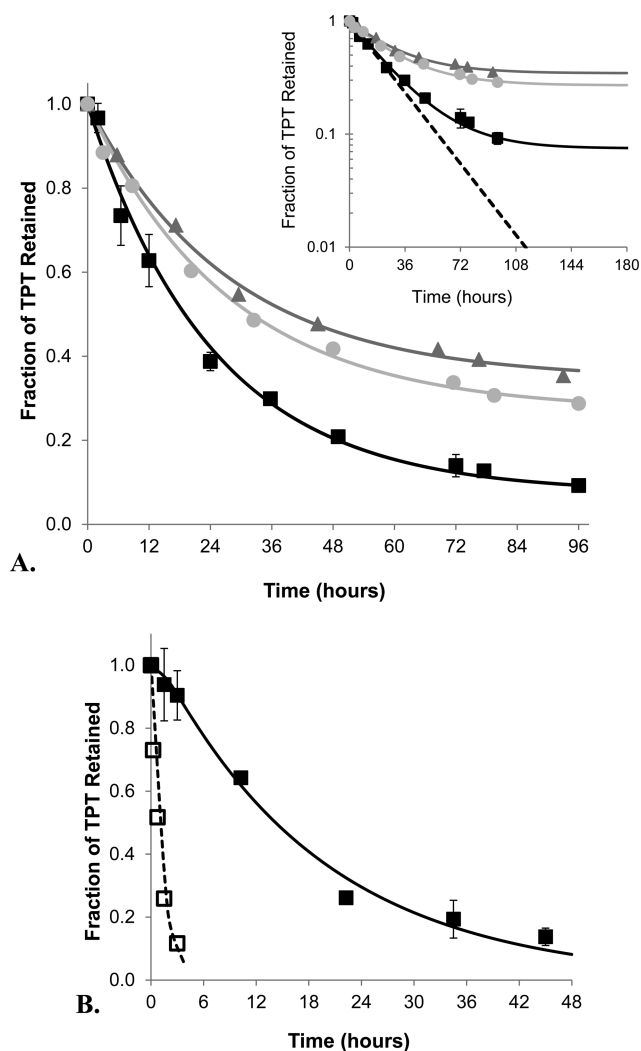 1
0.1
0.01
Fraction of TPT Retained
0 36 72 108 144 180
Time (hours)
1.0
0.8
0.6
0.4
0.2
0.0
Fraction of TPT Retained
0 12 24 36 48 60 72 84 96
A.
Time (hours)
1.0
0.8
0.6
0.4
0.2
0.0
Fraction of TPT Retained
0 6 12 18 24 30 36 42 48
B.
Time (hours)